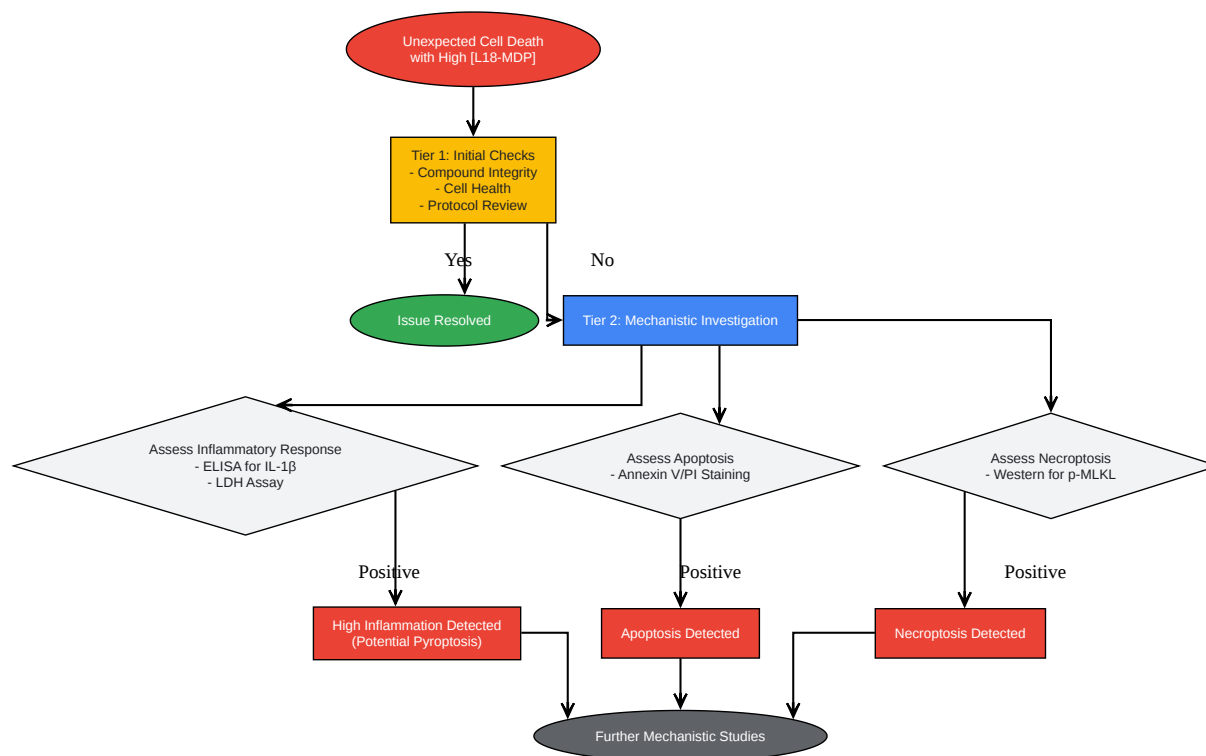 Unexpected Cell Death
with High [L18-MDP]
Tier 1: Initial Checks
- Compound Integrity
- Cell Health
- Protocol Review
Yes
No
Issue Resolved
Tier 2: Mechanistic Investigation
Assess Inflammatory Response
- ELISA for IL-1β
- LDH Assay
Assess Apoptosis
- Annexin V/PI Staining
Assess Necroptosis
- Western for p-MLKL
Positive
Positive
Positive
High Inflammation Detected
(Potential Pyroptosis)
Apoptosis Detected
Necroptosis Detected
Further Mechanistic Studies